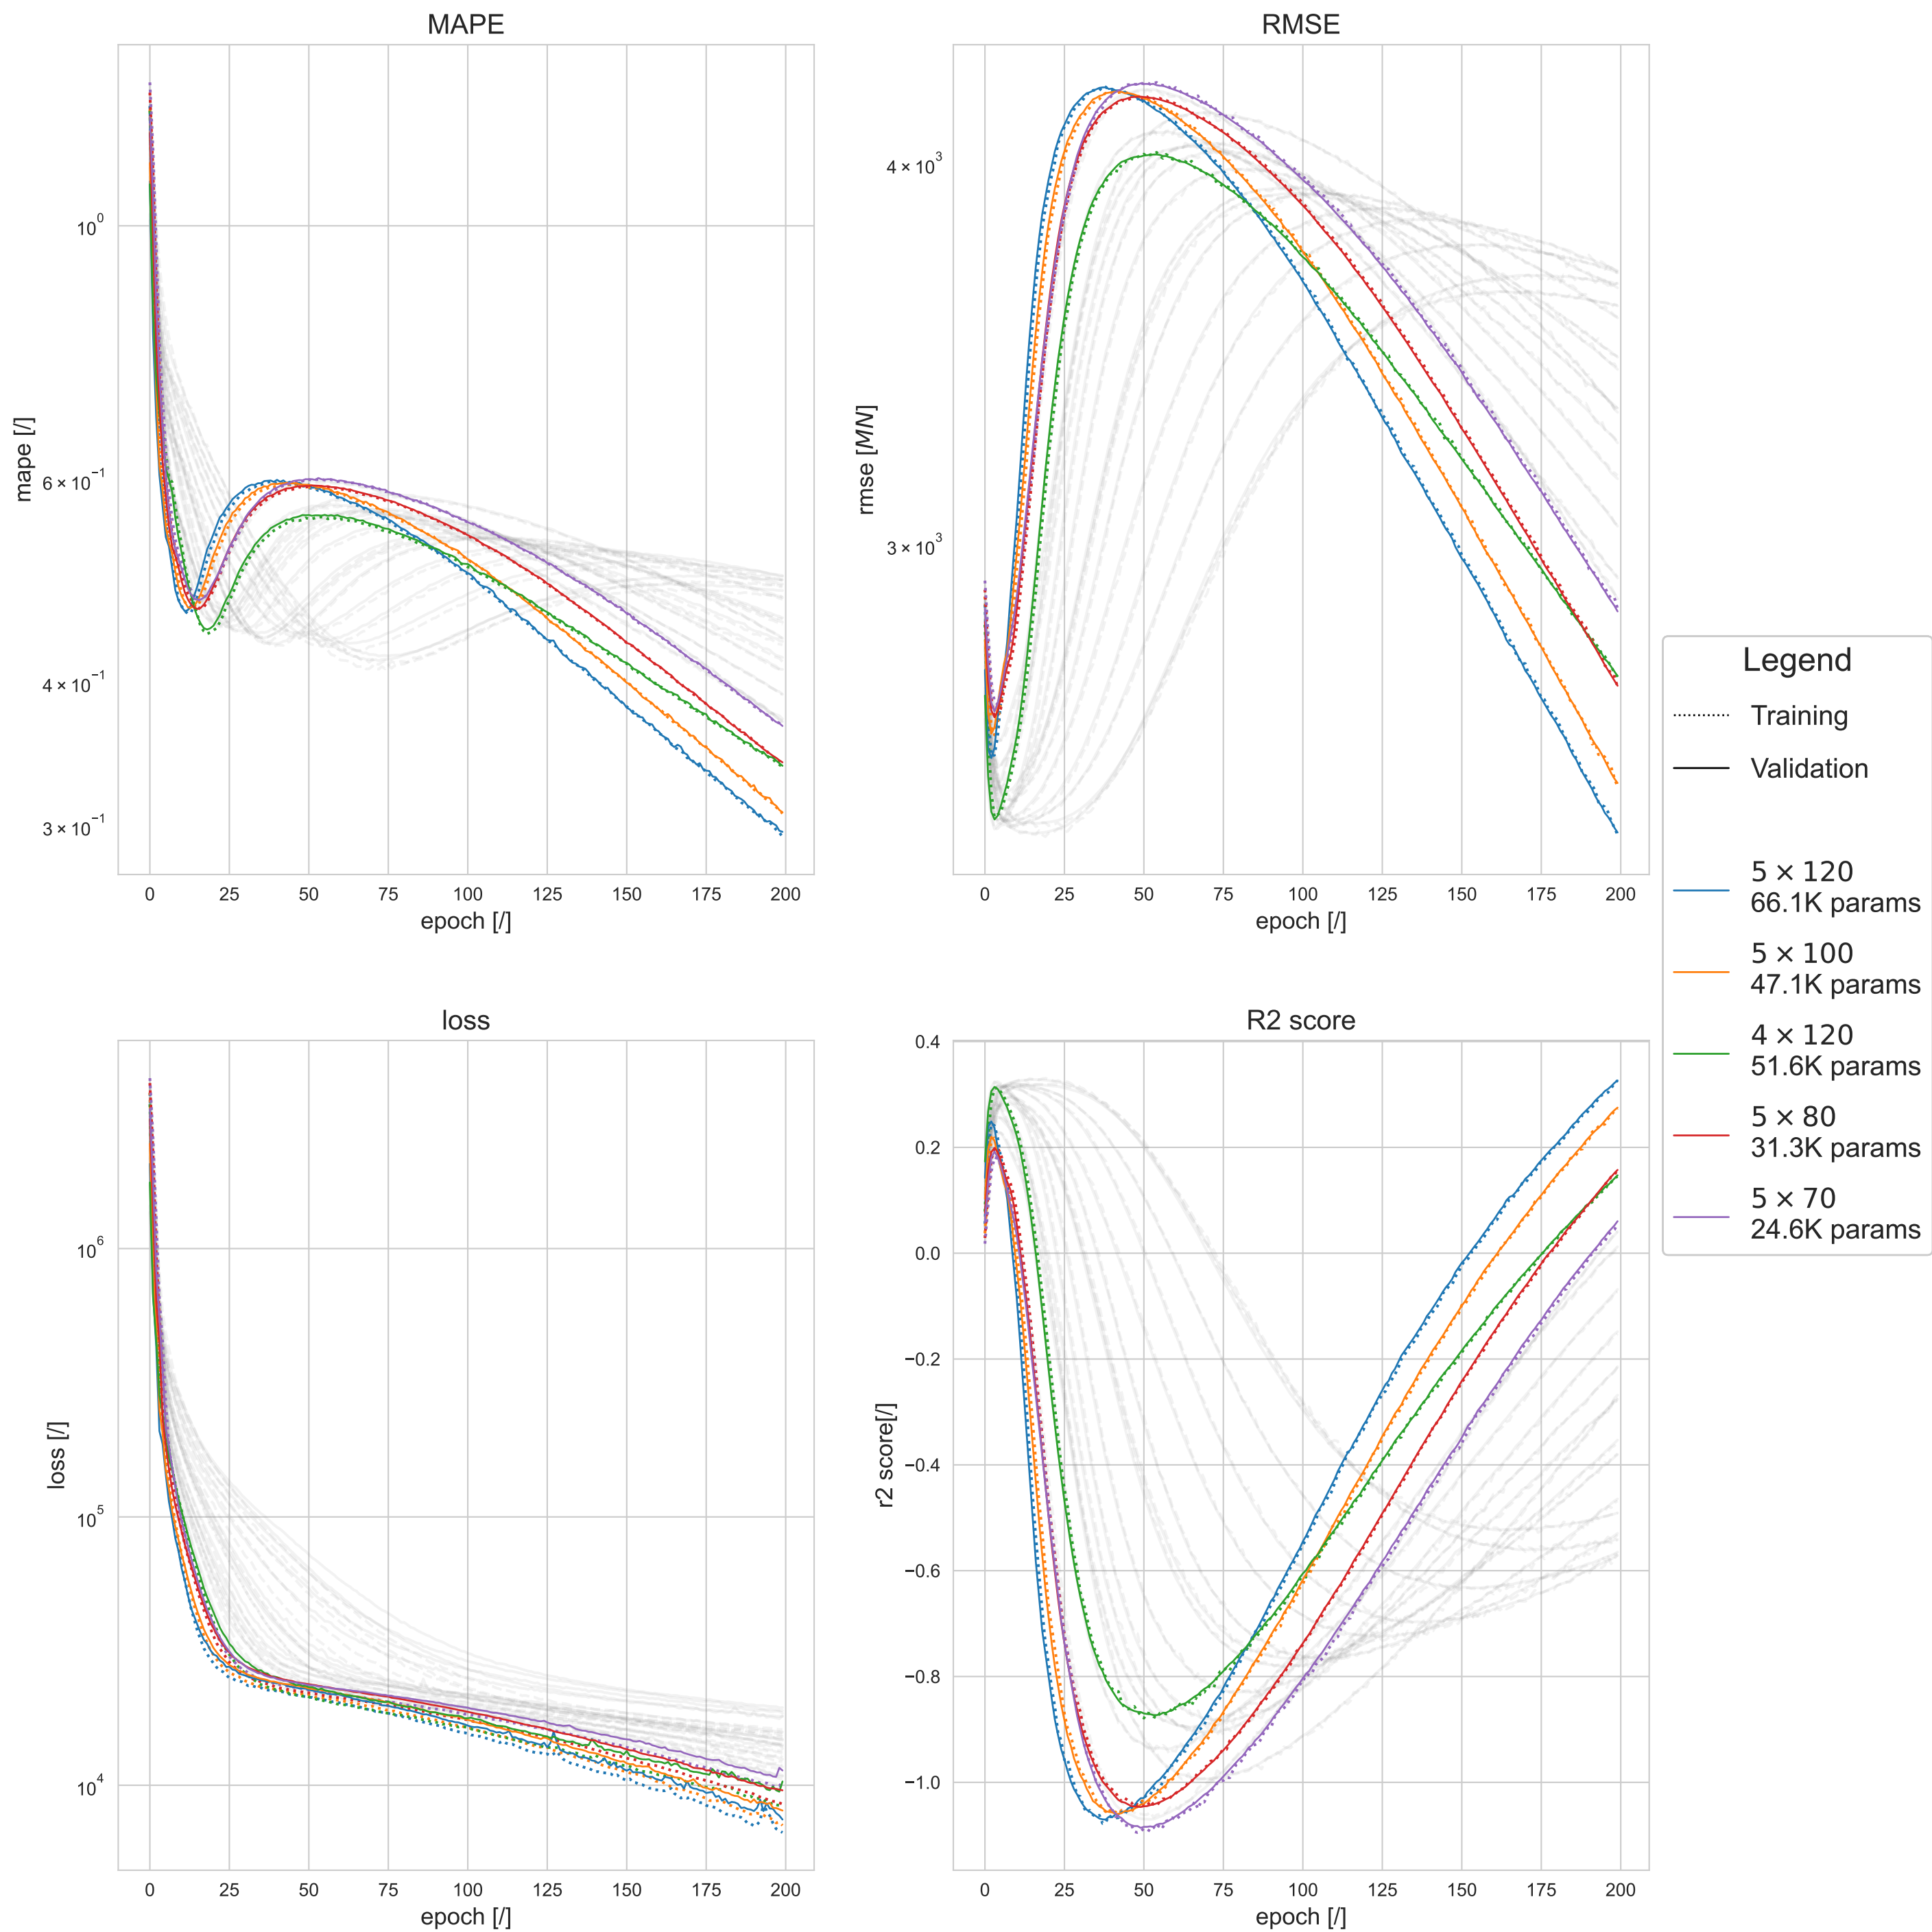 MAPE
10^0
6 × 10^−1
4 × 10^−1
3 × 10^−1
mape [/]
0 25 50 75 100 125 150 175 200
epoch [/]
RMSE
4 × 10^3
3 × 10^3
rmse [MN]
0 25 50 75 100 125 150 175 200
epoch [/]
loss
10^6
10^5
10^4
loss [/]
0 25 50 75 100 125 150 175 200
epoch [/]
R2 score
0.4
0.2
0.0
−0.2
−0.4
−0.6
−0.8
−1.0
r2 score[/]
0 25 50 75 100 125 150 175 200
epoch [/]
Legend
Training
Validation
5 × 120
66.1K params
5 × 100
47.1K params
4 × 120
51.6K params
5 × 80
31.3K params
5 × 70
24.6K params